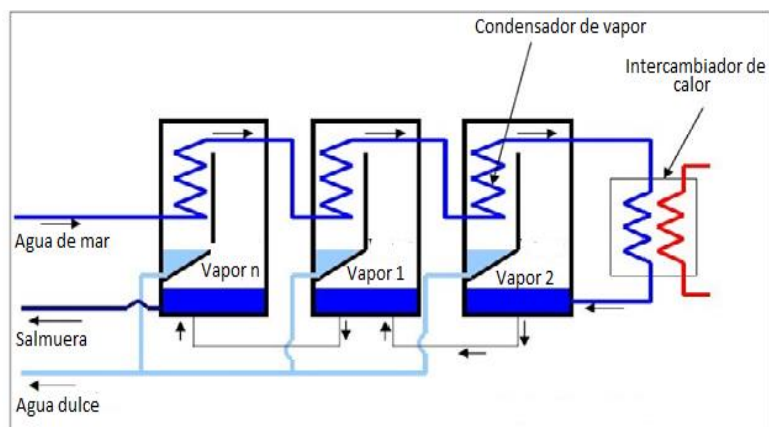 Condensador de vapor
Intercambiador de
calor
Agua de mar
Vapor n
Vapor 1
Vapor 2
Salmuera
Agua dulce